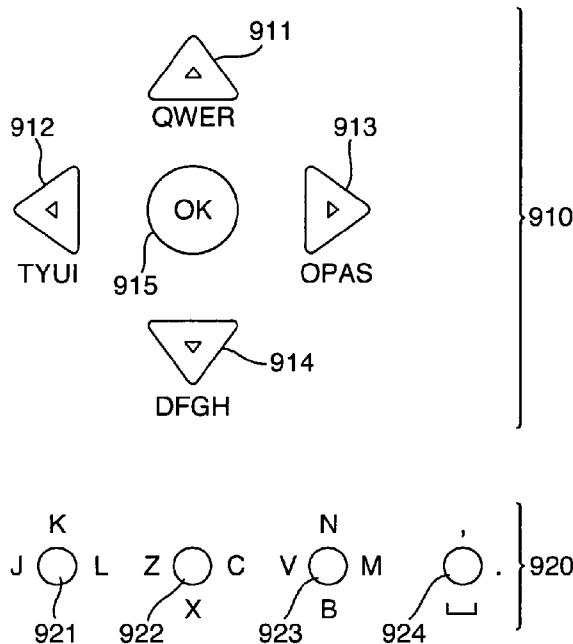 911
QWER
912
913
OK
910
TYUI
OPAS
915
914
DFGH
K
N
,
J
L
Z
C
V
M
.
920
X
B
921
922
923
924